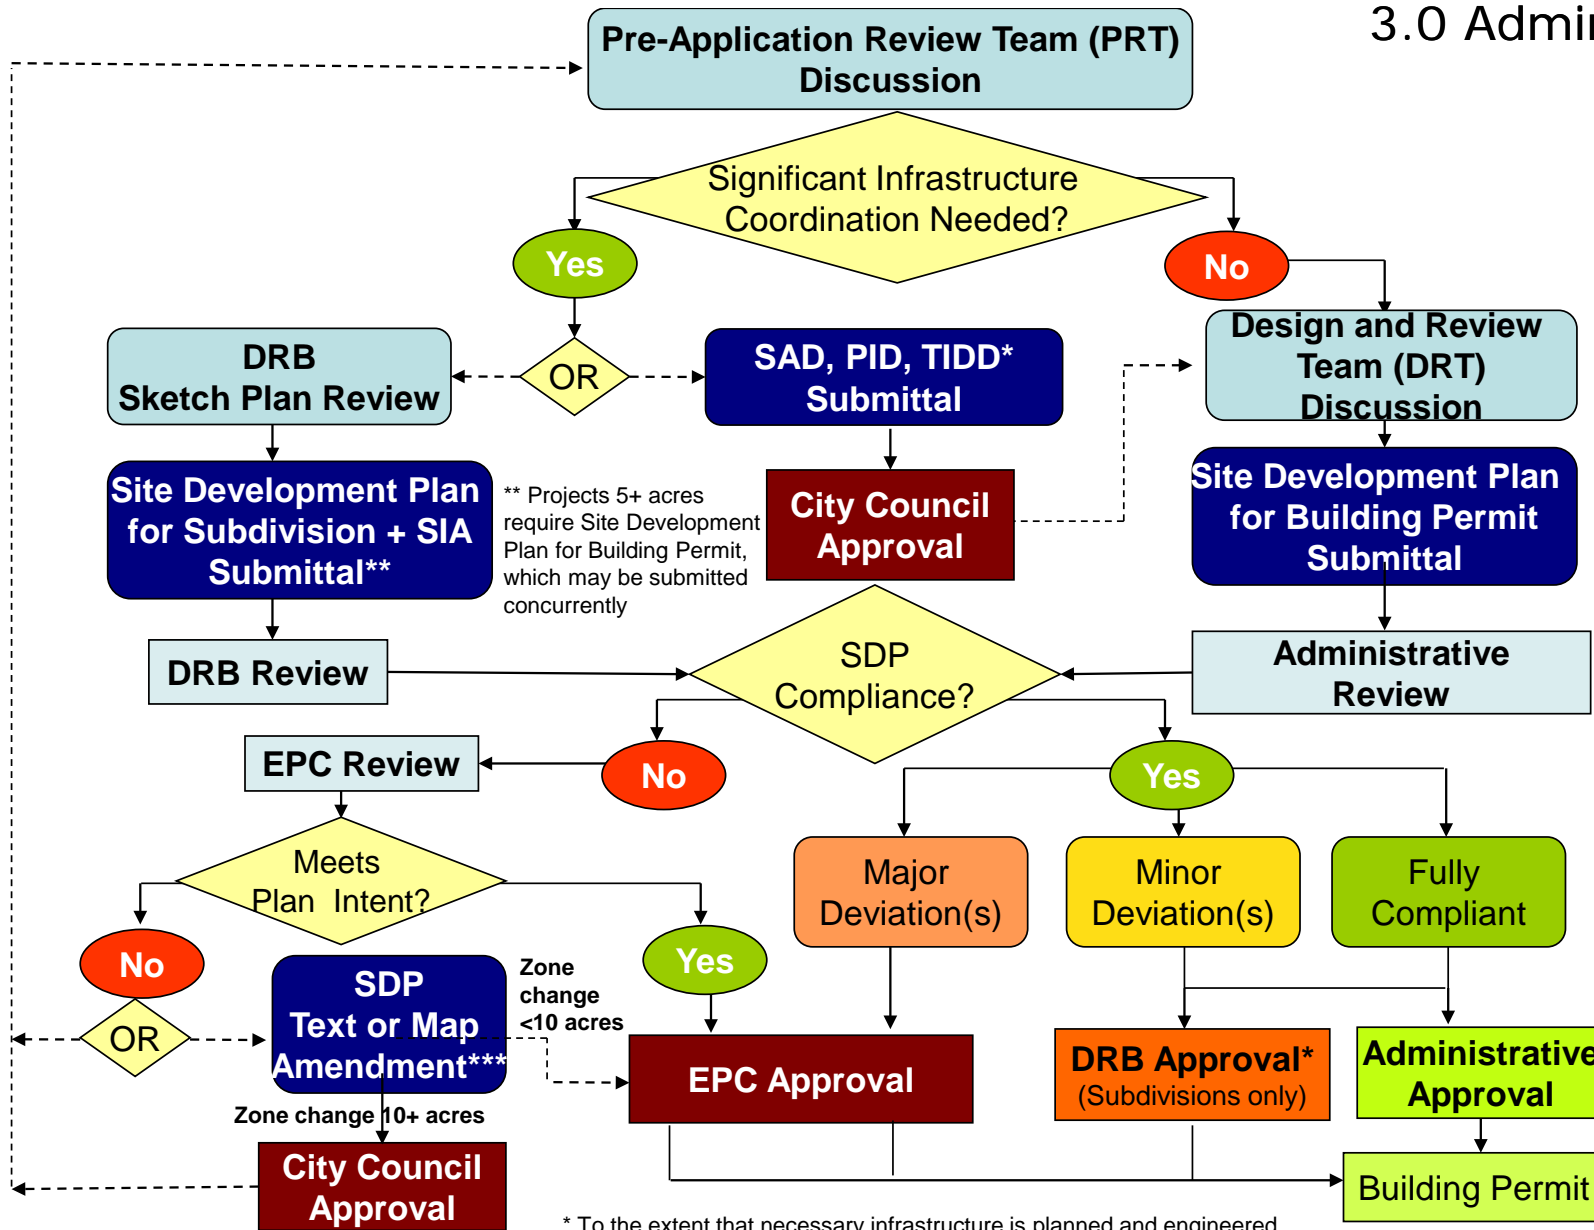 3.0 Admin
Pre-Application Review Team (PRT)
Discussion
Significant Infrastructure
Coordination Needed?
Yes
No
DRB
Sketch Plan Review
OR
SAD, PID, TIDD*
Submittal
Design and Review
Team (DRT)
Discussion
Site Development Plan
for Subdivision + SIA
Submittal**
** Projects 5+ acres
require Site Development
Plan for Building Permit,
which may be submitted
concurrently
City Council
Approval
Site Development Plan
for Building Permit
Submittal
DRB Review
SDP
Compliance?
Administrative
Review
EPC Review
No
Yes
Meets
Plan Intent?
Major
Deviation(s)
Minor
Deviation(s)
Fully
Compliant
No
Yes
OR
SDP
Text or Map
Amendment***
Zone
change
<10 acres
EPC Approval
DRB Approval*
(Subdivisions only)
Administrative
Approval
Zone change 10+ acres
City Council
Approval
Building Permit
* To the extent that necessary infrastructure is planned and engineered